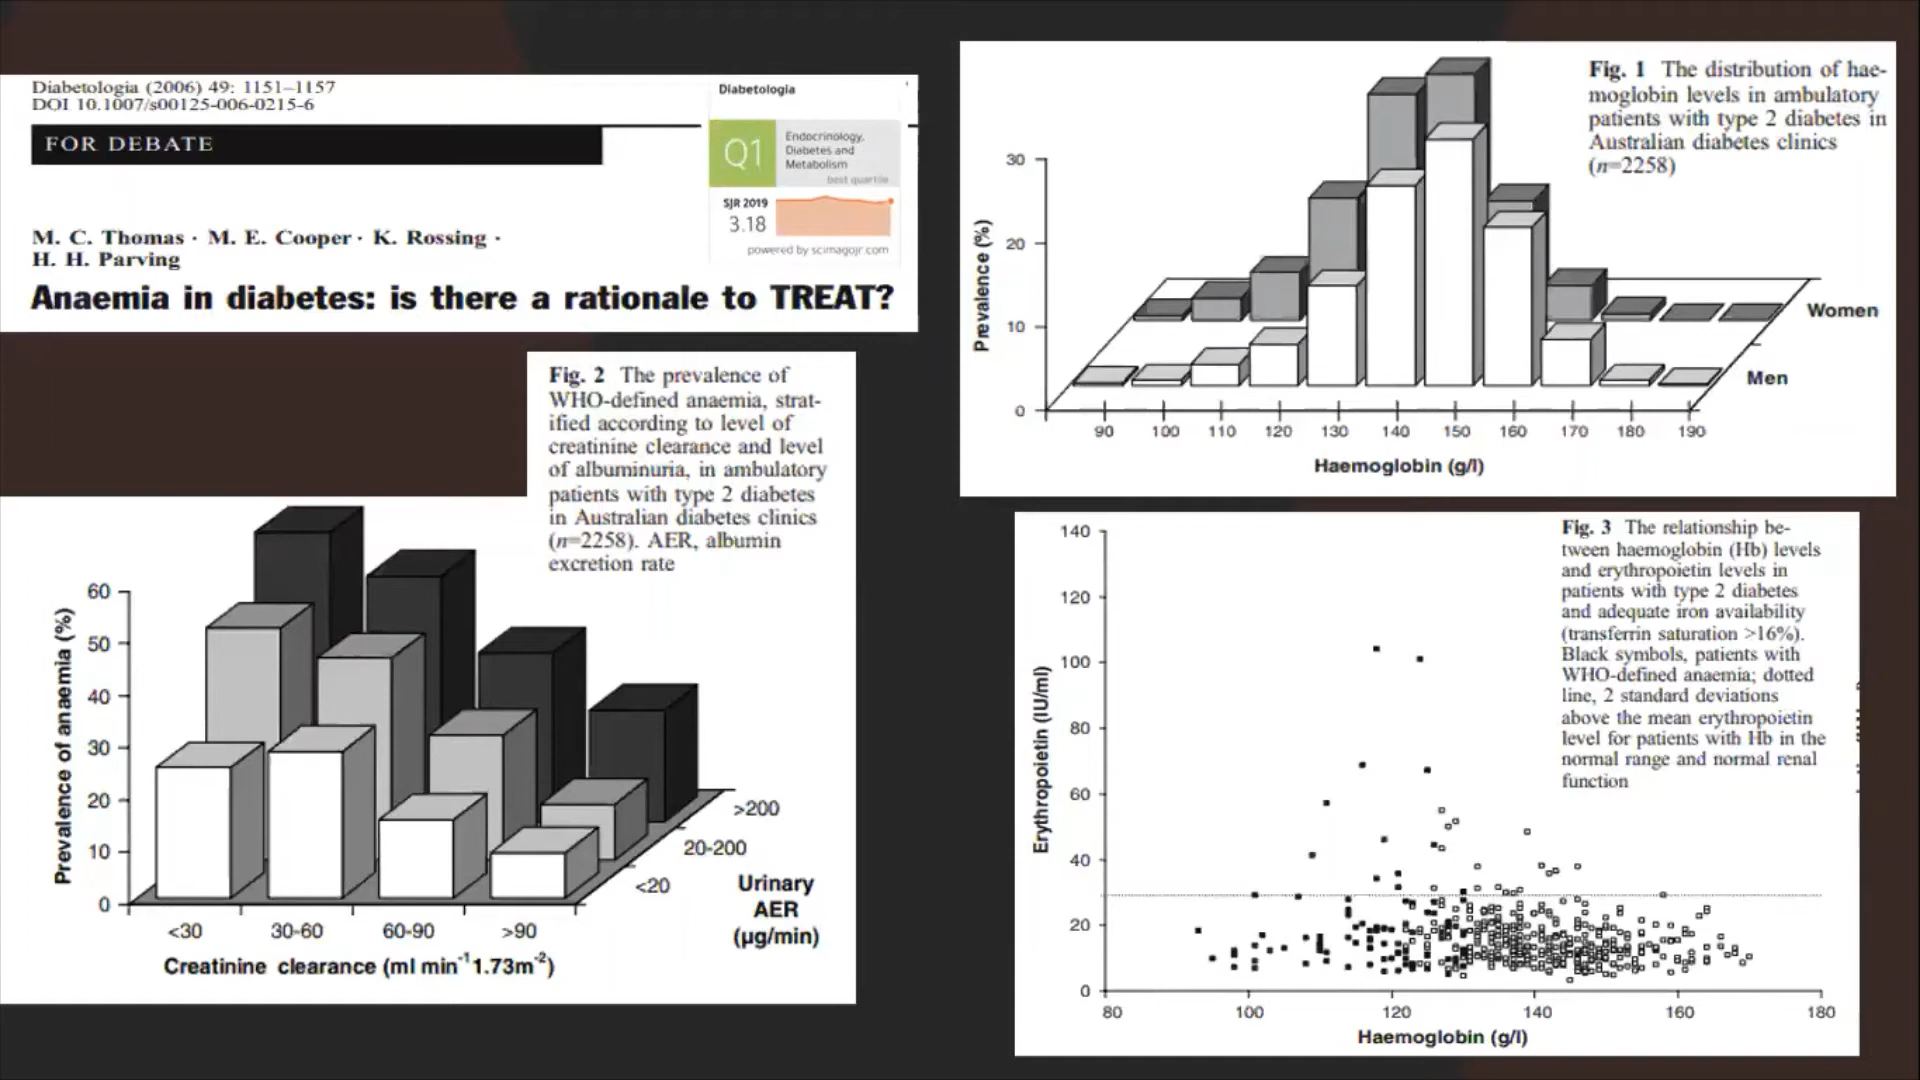 Diabetologia (2006) 49: 1151–1157
DOI 10.1007/s00125-006-0215-6
FOR DEBATE
Diabetologia
Q1
Endocrinology,
Diabetes and
Metabolism
best quartile
SJR 2019
3.18
powered by scimagojr.com
M. C. Thomas · M. E. Cooper · K. Rossing ·
H. H. Parving
Anaemia in diabetes: is there a rationale to TREAT?
Fig. 1 The distribution of hae-
moglobin levels in ambulatory
patients with type 2 diabetes in
Australian diabetes clinics
(n=2258)
Prevalence (%)
30
20
10
0
Women
Men
90 100 110 120 130 140 150 160 170 180 190
Haemoglobin (g/l)
Fig. 2 The prevalence of
WHO-defined anaemia, strat-
ified according to level of
creatinine clearance and level
of albuminuria, in ambulatory
patients with type 2 diabetes
in Australian diabetes clinics
(n=2258). AER, albumin
excretion rate
Prevalence of anaemia (%)
60
50
40
30
20
10
0
>200
20-200
<20
Urinary
AER
(µg/min)
<30 30-60 60-90 >90
Creatinine clearance (ml min-1 1.73m-2)
Fig. 3 The relationship be-
tween haemoglobin (Hb) levels
and erythropoietin levels in
patients with type 2 diabetes
and adequate iron availability
(transferrin saturation >16%).
Black symbols, patients with
WHO-defined anaemia; dotted
line, 2 standard deviations
above the mean erythropoietin
level for patients with Hb in the
normal range and normal renal
function
Erythropoietin (IU/ml)
140
120
100
80
60
40
20
0
80 100 120 140 160 180
Haemoglobin (g/l)